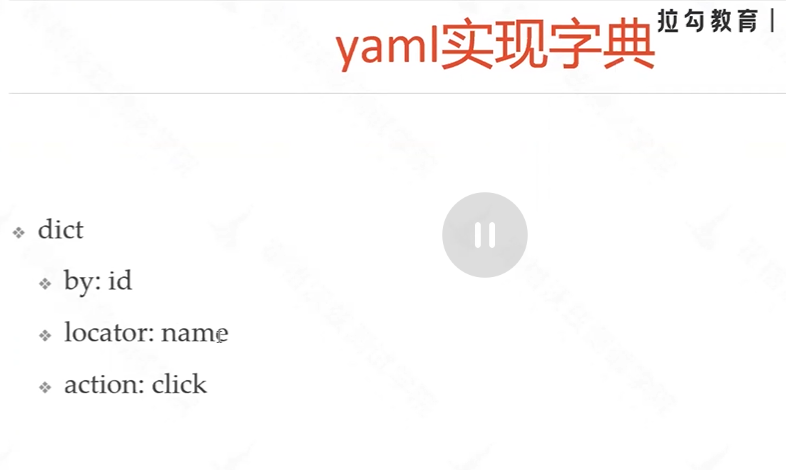 yaml实现字典
拉勾教育 |
dict
by: id
locator: name
action: click